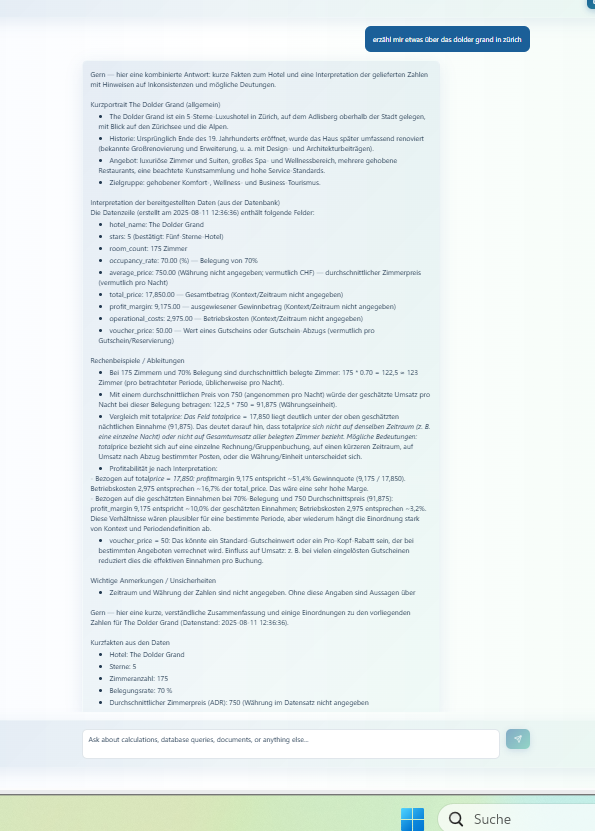 erzähl mir etwas über das dolder grand in zürich
Gern — hier eine kombinierte Antwort: kurze Fakten zum Hotel und eine Interpretation der gelieferten Zahlen
mit Hinweisen auf Inkonsistenzen und mögliche Deutungen.
Kurzportrait The Dolder Grand (allgemein)
• The Dolder Grand ist ein 5-Sterne-Luxushotel in Zürich, auf dem Adlisberg oberhalb der Stadt gelegen,
mit Blick auf den Zürichsee und die Alpen.
• Historie: Ursprünglich Ende des 19. Jahrhunderts eröffnet, wurde das Haus später umfassend renoviert
(bekannte Großrenovierung und Erweiterung, u. a. mit Design- und Architekturbeiträgen).
• Angebot: luxuriöse Zimmer und Suiten, großes Spa- und Wellnessbereich, mehrere gehobene
Restaurants, eine beachtete Kunstsammlung und hohe Service-Standards.
• Zielgruppe: gehobener Komfort-, Wellness- und Business-Tourismus.
Interpretation der bereitgestellten Daten (aus der Datenbank)
Die Datenzeile (erstellt am 2025-08-11 12:36:36) enthält folgende Felder:
• hotel_name: The Dolder Grand
• stars: 5 (bestätigt: Fünf-Sterne-Hotel)
• room_count: 175 Zimmer
• occupancy_rate: 70.00 (%) — Belegung von 70%
• average_price: 750.00 (Währung nicht angegeben; vermutlich CHF) — durchschnittlicher Zimmerpreis
(vermutlich pro Nacht)
• total_price: 17,850.00 — Gesamtbetrag (Kontext/Zeitraum nicht angegeben)
• profit_margin: 9,175.00 — ausgewiesener Gewinnbetrag (Kontext/Zeitraum nicht angegeben)
• operational_costs: 2,975.00 — Betriebskosten (Kontext/Zeitraum nicht angegeben)
• voucher_price: 50.00 — Wert eines Gutscheins oder Gutschein-Abzugs (vermutlich pro
Gutschein/Reservierung)
Rechenbeispiele / Ableitungen
• Bei 175 Zimmern und 70% Belegung sind durchschnittlich belegte Zimmer: 175 * 0.70 = 122,5 ≈ 123
Zimmer (pro betrachteter Periode, üblicherweise pro Nacht).
• Mit einem durchschnittlichen Preis von 750 (angenommen pro Nacht) würde der geschätzte Umsatz pro
Nacht bei dieser Belegung betragen: 122,5 * 750 = 91,875 (Währungseinheit).
• Vergleich mit totalprice: Das Feld totalprice = 17,850 liegt deutlich unter der oben geschätzten
nächtlichen Einnahme (91,875). Das deutet darauf hin, dass totalprice sich nicht auf denselben Zeitraum (z. B.
eine einzelne Nacht) oder nicht auf Gesamtumsatz aller belegten Zimmer bezieht. Mögliche Bedeutungen:
totalprice bezieht sich auf eine einzelne Rechnung/Gruppenbuchung, auf einen kürzeren Zeitraum, auf
Umsatz nach Abzug bestimmter Posten, oder die Währung/Einheit unterscheidet sich.
• Profitabilität je nach Interpretation:
- Bezogen auf totalprice = 17,850: profitmargin 9,175 entspricht ~51,4% Gewinnquote (9,175 / 17,850).
Betriebskosten 2,975 entsprechen ~16,7% der total_price. Das wäre eine sehr hohe Marge.
- Bezogen auf die geschätzten Einnahmen bei 70%-Belegung und 750 Durchschnittspreis (91,875):
profit_margin 9,175 entspricht ~10,0% der geschätzten Einnahmen; Betriebskosten 2,975 entsprechen ~3,2%.
Diese Verhältnisse wären plausibler für eine bestimmte Periode, aber wiederum hängt die Einordnung stark
von Kontext und Periodendefinition ab.
• voucher_price = 50: Das könnte ein Standard-Gutscheinwert oder ein Pro-Kopf-Rabatt sein, der bei
bestimmten Angeboten verrechnet wird. Einfluss auf Umsatz: z. B. bei vielen eingelösten Gutscheinen
reduziert dies die effektiven Einnahmen pro Buchung.
Wichtige Anmerkungen / Unsicherheiten
• Zeitraum und Währung der Zahlen sind nicht angegeben. Ohne diese Angaben sind Aussagen über
Gern — hier eine kurze, verständliche Zusammenfassung und einige Einordnungen zu den vorliegenden
Zahlen für The Dolder Grand (Datenstand: 2025-08-11 12:36:36).
Kurzfakten aus den Daten
• Hotel: The Dolder Grand
• Sterne: 5
• Zimmeranzahl: 175
• Belegungsrate: 70 %
• Durchschnittlicher Zimmerpreis (ADR): 750 (Währung im Datensatz nicht angegeben
Ask about calculations, database queries, documents, or anything else...
Suche